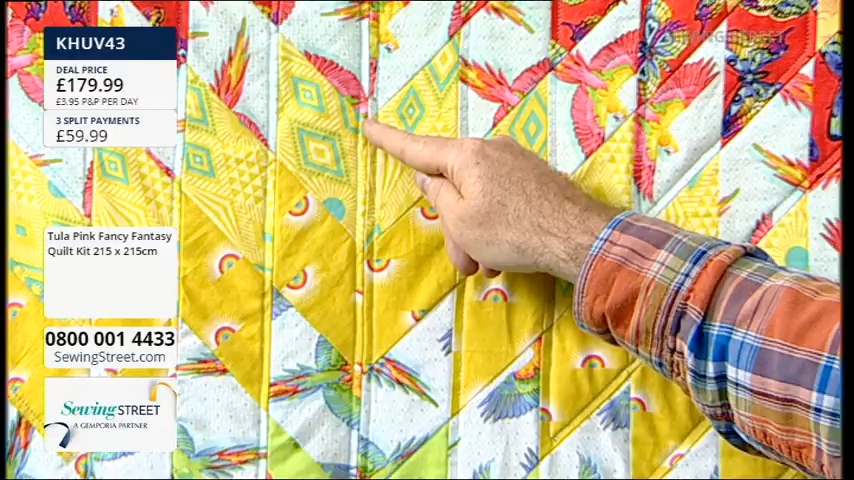 KHUV43
DEAL PRICE
£179.99
£3.95 P&P PER DAY
3 SPLIT PAYMENTS
£59.99
Tula Pink Fancy Fantasy
Quilt Kit 215 x 215cm
0800 001 4433
SewingStreet.com
Sewing STREET
A GEMPORIA PARTNER
SEWINGSTREET